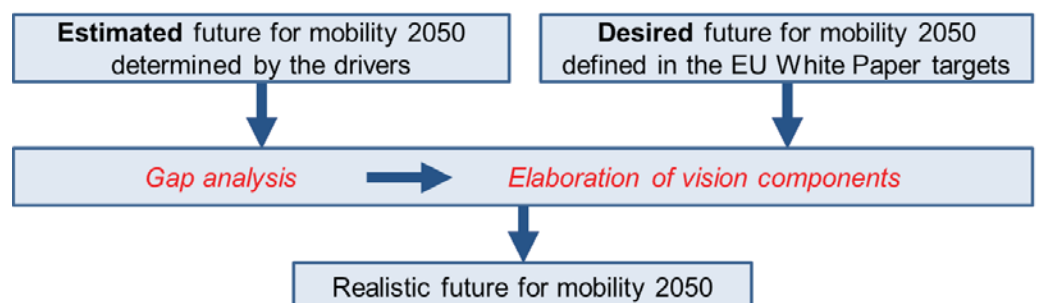 Estimated future for mobility 2050
determined by the drivers
Desired future for mobility 2050
defined in the EU White Paper targets
Gap analysis
Elaboration of vision components
Realistic future for mobility 2050